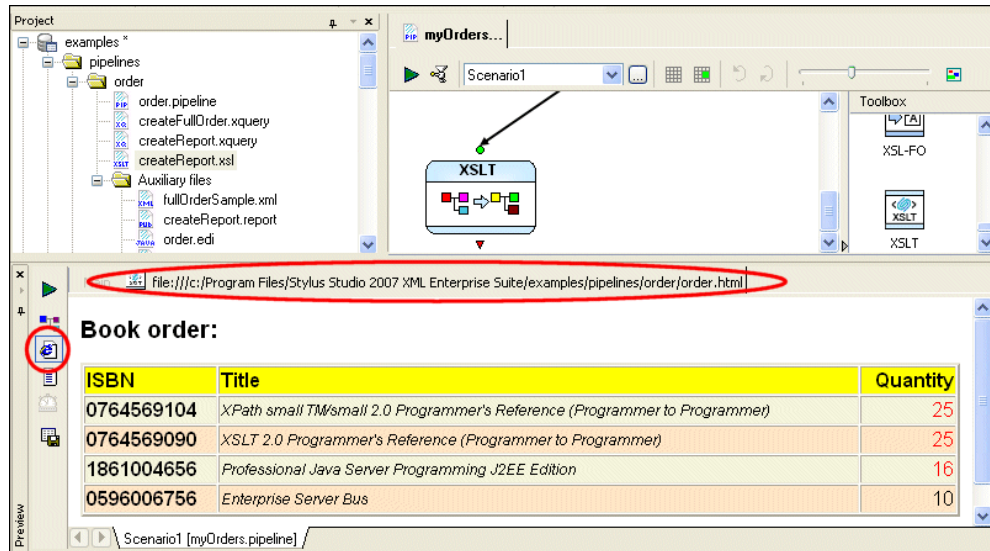 Project
examples *
pipelines
order
order.pipeline
createFullOrder.xquery
createReport.xquery
createReport.xsl
Auxiliary files
fullOrderSample.xml
createReport.report
order.edi
myOrders...
Scenario1
XSLT
Toolbox
XSL-FO
XSLT
XSLT
file:///c:/Program Files/Stylus Studio 2007 XML Enterprise Suite/examples/pipelines/order/order.html
Book order:
ISBN Title Quantity
0764569104 XPath small TM/small 2.0 Programmer's Reference (Programmer to Programmer) 25
0764569090 XSLT 2.0 Programmer's Reference (Programmer to Programmer) 25
1861004656 Professional Java Server Programming J2EE Edition 16
0596006756 Enterprise Server Bus 10
Preview
Scenario1 [myOrders.pipeline]